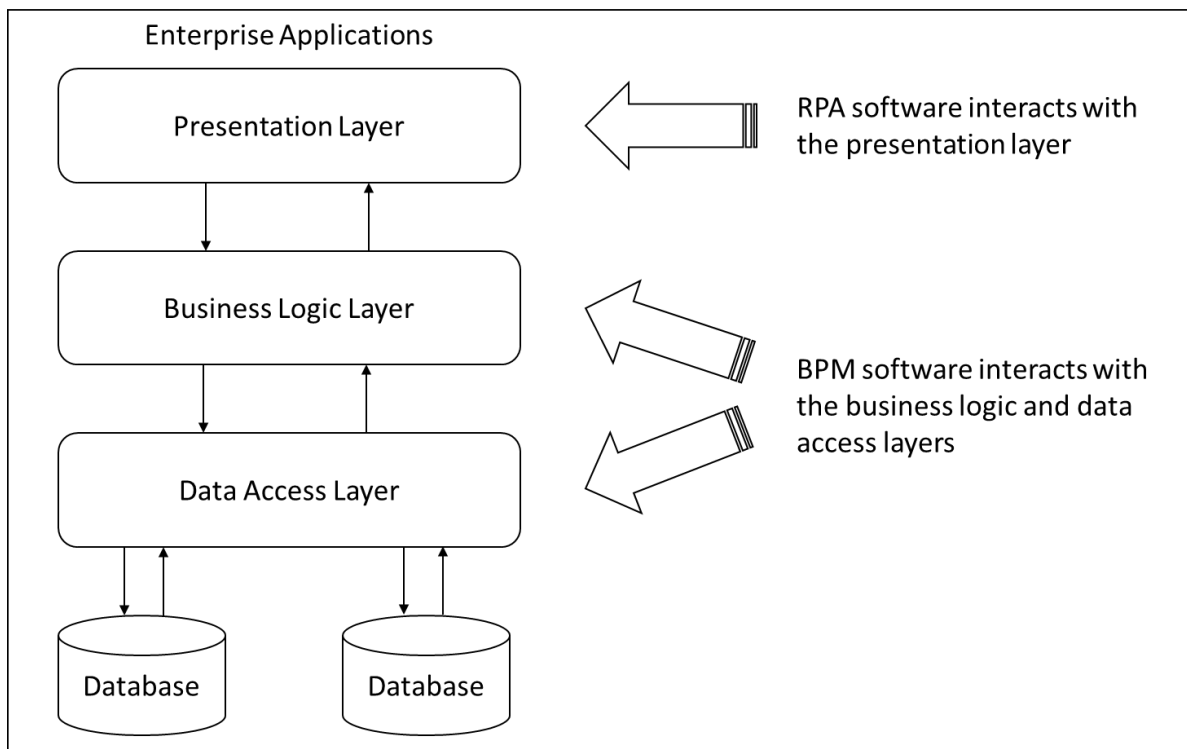 Enterprise Applications
Presentation Layer
RPA software interacts with
the presentation layer
Business Logic Layer
BPM software interacts with
the business logic and data
access layers
Data Access Layer
Database
Database